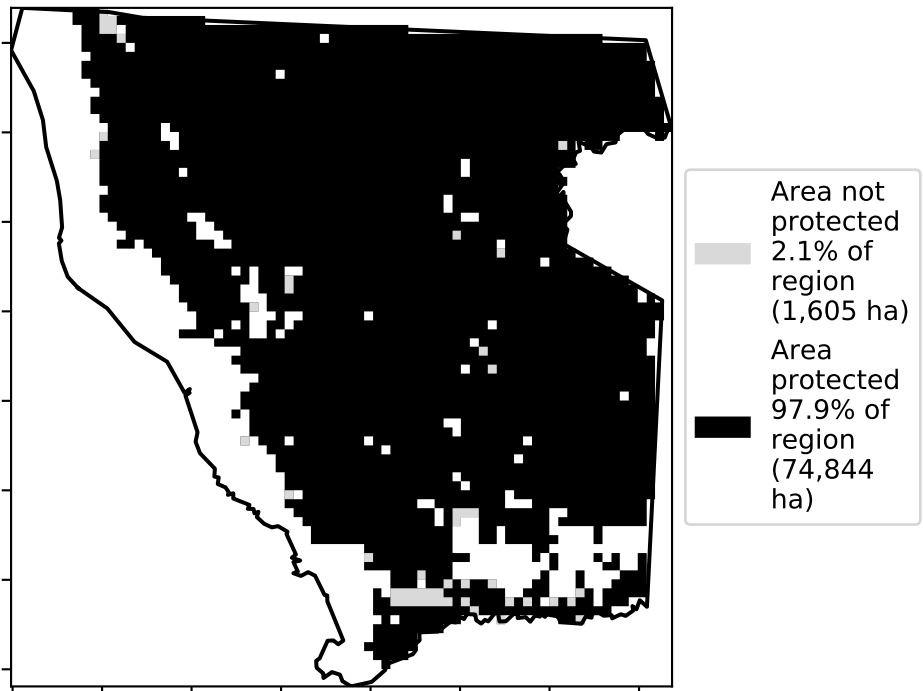 Area not
protected
2.1% of
region
(1,605 ha)
Area
protected
97.9% of
region
(74,844
ha)